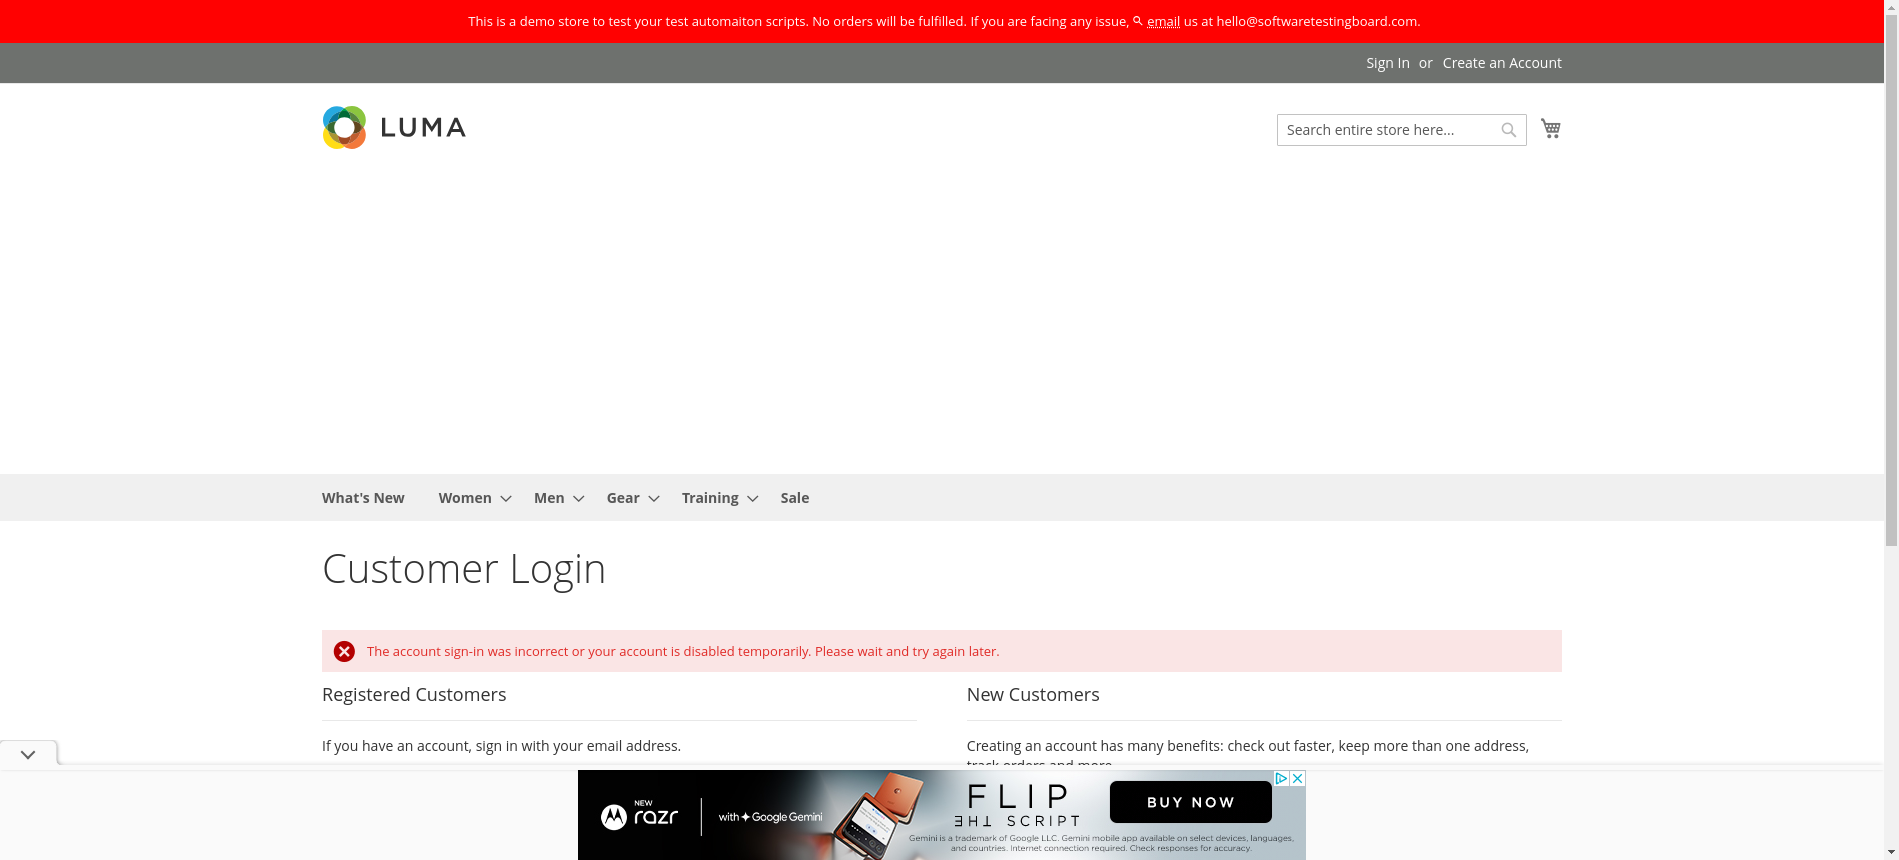 This is a demo store to test your test automaiton scripts. No orders will be fulfilled. If you are facing any issue, email us at hello@softwaretestingboard.com.
Sign In or Create an Account
LUMA
Search entire store here...
What's New Women Men Gear Training Sale
Customer Login
The account sign-in was incorrect or your account is disabled temporarily. Please wait and try again later.
Registered Customers
If you have an account, sign in with your email address.
New Customers
Creating an account has many benefits: check out faster, keep more than one address,
track orders and more.
NEW
razr
with Google Gemini
FLIP
THE SCRIPT
BUY NOW
Gemini is a trademark of Google LLC. Gemini mobile app available on select devices, languages,
and countries. Internet connection required. Check responses for accuracy.